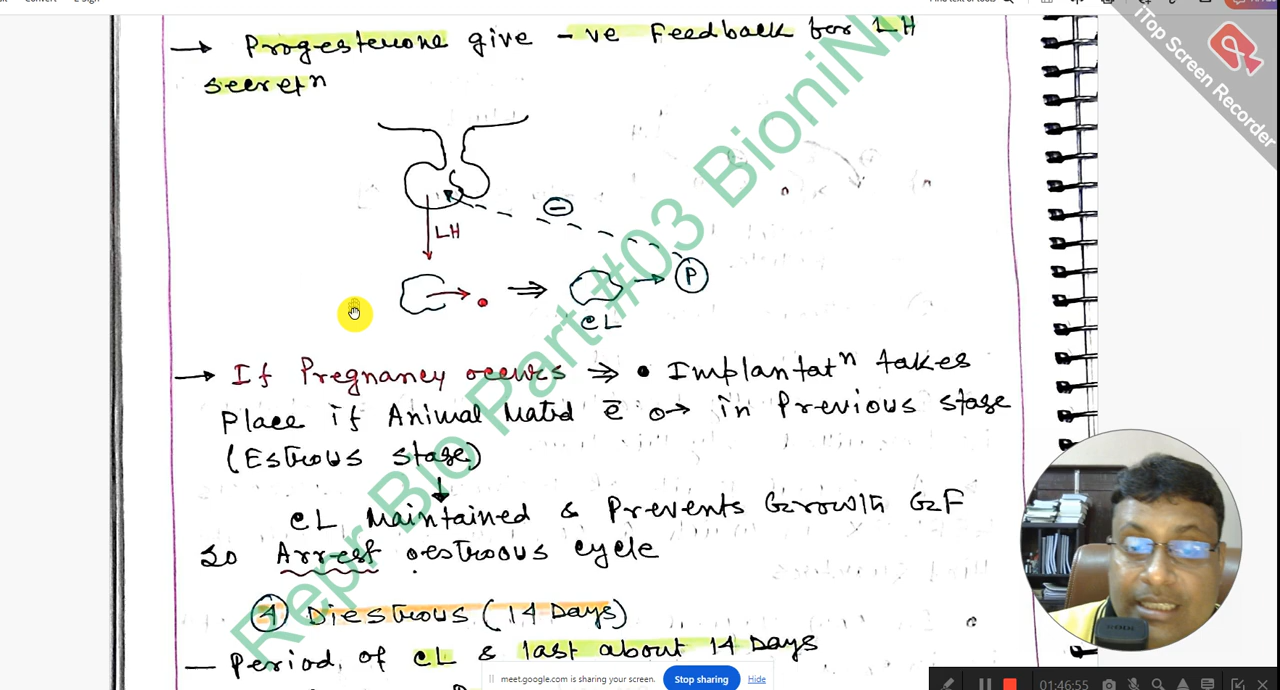 → Progesterone give -ve Feedback for LH
secretⁿ
⊖
LH
P
CL
→ If Pregnancy occurs ⇒ • Implantatⁿ takes
Place if Animal Mated c̄ o→ in Previous stage
(Estrous stage)
↓
CL Maintained & Prevents Growth GF
So Arrest oestrous cycle
④ Diestrous (14 Days)
— Period of CL & last about 14 Days
Repr Bio Part #03 BioniNi
iTop Screen Recorder
meet.google.com is sharing your screen.
Stop sharing
Hide
01:46:55